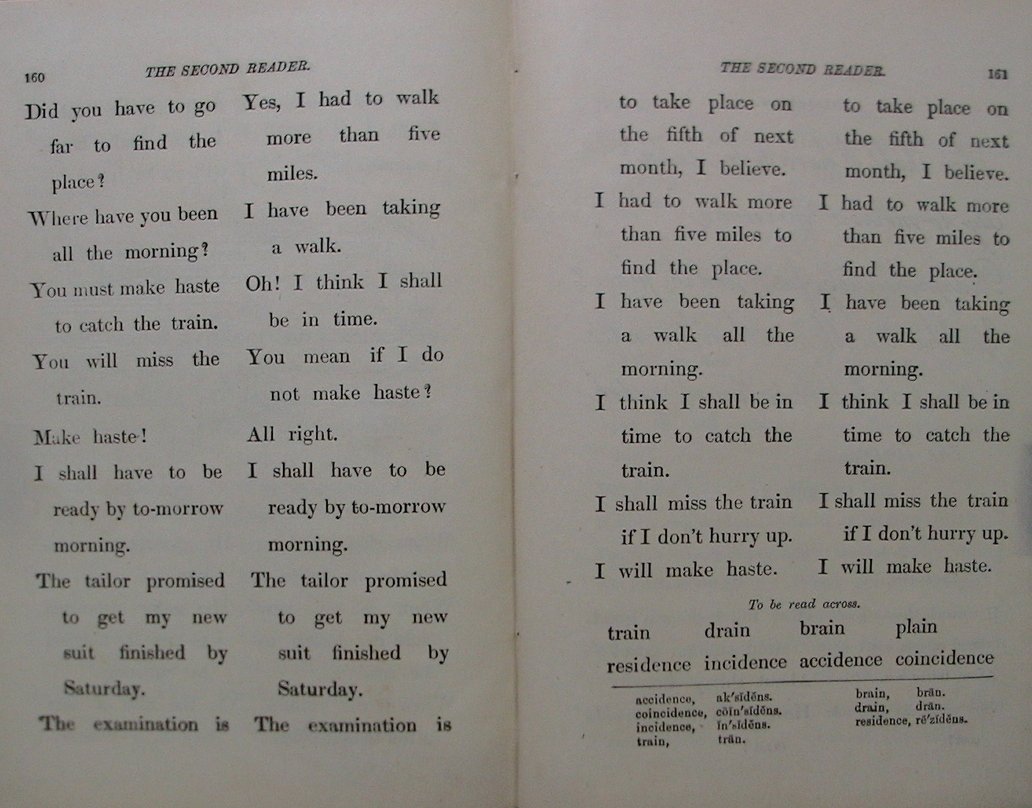 160
THE SECOND READER.
Did you have to go
far to find the
place?
Where have you been
all the morning?
You must make haste
to catch the train.
You will miss the
train.
Make haste!
I shall have to be
ready by to-morrow
morning.
The tailor promised
to get my new
suit finished by
Saturday.
The examination is
Yes, I had to walk
more than five
miles.
I have been taking
a walk.
Oh! I think I shall
be in time.
You mean if I do
not make haste?
All right.
I shall have to be
ready by to-morrow
morning.
The tailor promised
to get my new
suit finished by
Saturday.
The examination is
THE SECOND READER.
161
to take place on
the fifth of next
month, I believe.
I had to walk more
than five miles to
find the place.
I have been taking
a walk all the
morning.
I think I shall be in
time to catch the
train.
I shall miss the train
if I don't hurry up.
I will make haste.
to take place on
the fifth of next
month, I believe.
I had to walk more
than five miles to
find the place.
I have been taking
a walk all the
morning.
I think I shall be in
time to catch the
train.
I shall miss the train
if I don't hurry up.
I will make haste.
To be read across.
train drain brain plain
residence incidence accidence coincidence
accidence, ak′sĭdĕns.
coincidence, cōĭn′sĭdĕns.
incidence, ĭn′sĭdĕns.
train, trān.
brain, brān.
drain, drān.
residence, rĕ′zĭdĕns.